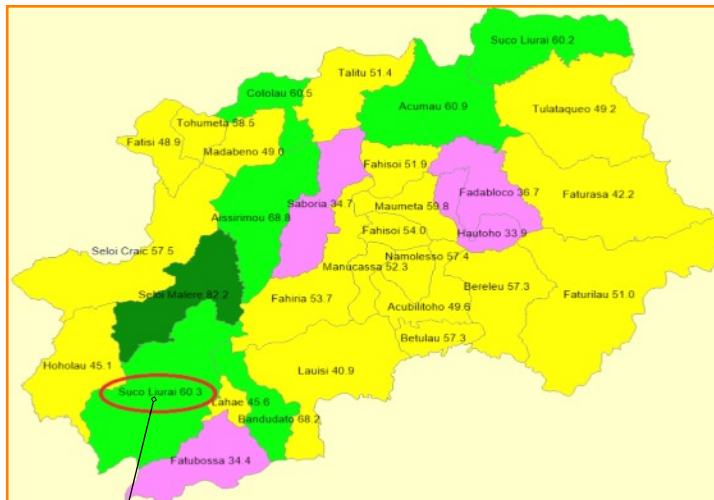 Suco Liurai 60.2
Talitu 51.4
Cotolau 60.5
Acumau 60.9
Tulataqueo 49.2
Tohumeta 58.5
Fatisi 48.9
Madabeno 49.0
Fahisoi 51.9
Fadabloco 36.7
Faturasa 42.2
Saboria 34.7
Maumeta 59.8
Aissirimou 68.8
Fahisoi 54.0
Hautoho 33.9
Seloi Craic 57.5
Namolesso 57.4
Manucassa 52.3
Bereleu 57.3
Seloi Malere 82.2
Fahiria 53.7
Acubilitoho 49.6
Faturilau 51.0
Betulau 57.3
Hoholau 45.1
Lauisi 40.9
Suco Liurai 60.3
Lahae 45.6
Bandudato 68.2
Fatubossa 34.4